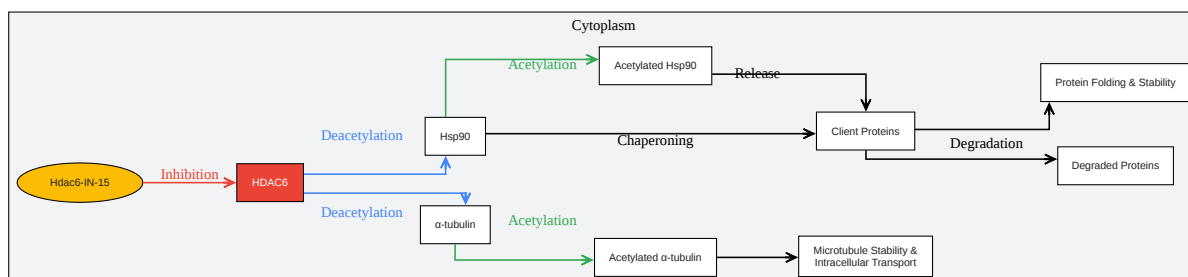 Cytoplasm
Acetylation
Acetylated Hsp90
Release
Protein Folding & Stability
Deacetylation
Hsp90
Chaperoning
Client Proteins
Degradation
Degraded Proteins
Hdac6-IN-15
Inhibition
HDAC6
Deacetylation
α-tubulin
Acetylation
Acetylated α-tubulin
Microtubule Stability &
Intracellular Transport